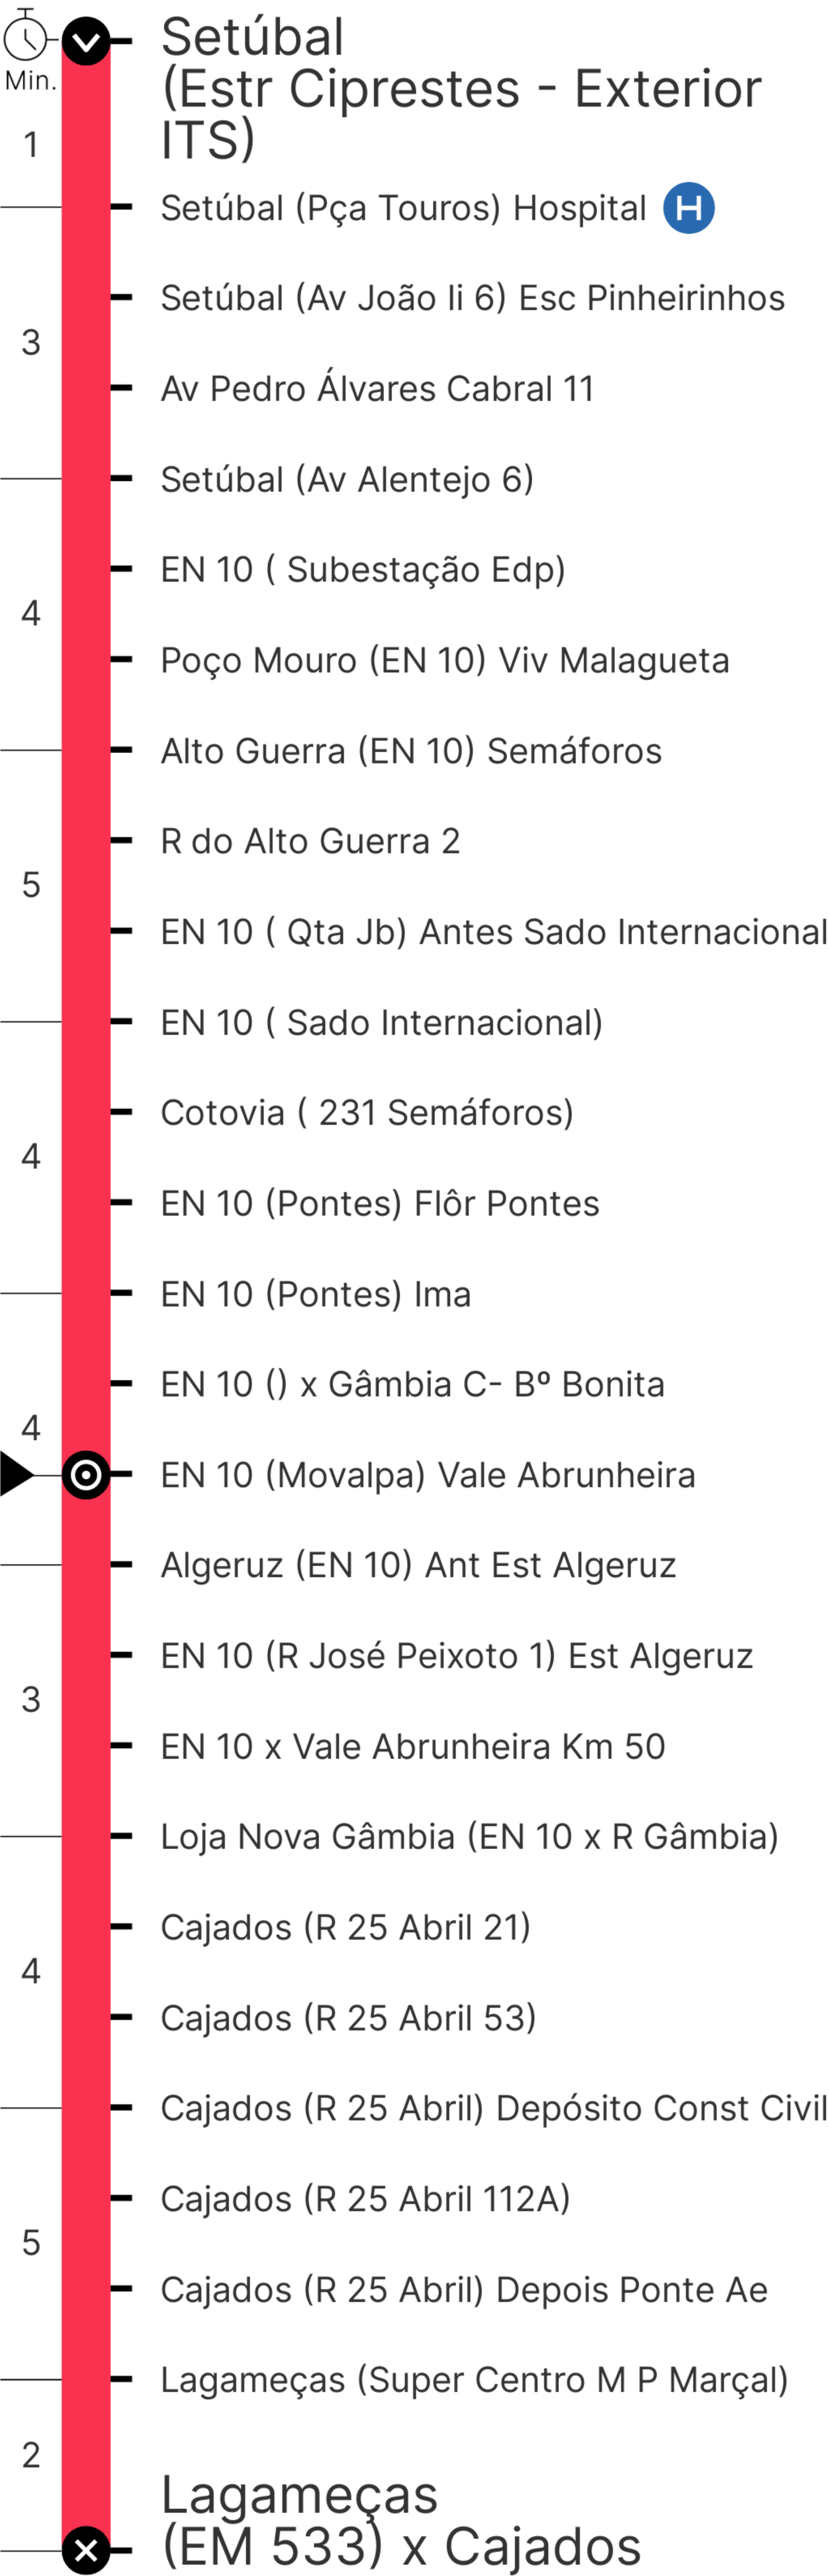 Setúbal
(Estr Ciprestes - Exterior
ITS)
Min.
1
Setúbal (Pça Touros) Hospital H
Setúbal (Av João Ii 6) Esc Pinheirinhos
3
Av Pedro Álvares Cabral 11
Setúbal (Av Alentejo 6)
EN 10 ( Subestação Edp)
4
Poço Mouro (EN 10) Viv Malagueta
Alto Guerra (EN 10) Semáforos
R do Alto Guerra 2
5
EN 10 ( Qta Jb) Antes Sado Internacional
EN 10 ( Sado Internacional)
Cotovia ( 231 Semáforos)
4
EN 10 (Pontes) Flôr Pontes
EN 10 (Pontes) Ima
EN 10 () x Gâmbia C- Bº Bonita
4
EN 10 (Movalpa) Vale Abrunheira
Algeruz (EN 10) Ant Est Algeruz
EN 10 (R José Peixoto 1) Est Algeruz
3
EN 10 x Vale Abrunheira Km 50
Loja Nova Gâmbia (EN 10 x R Gâmbia)
Cajados (R 25 Abril 21)
4
Cajados (R 25 Abril 53)
Cajados (R 25 Abril) Depósito Const Civil
Cajados (R 25 Abril 112A)
5
Cajados (R 25 Abril) Depois Ponte Ae
Lagameças (Super Centro M P Marçal)
2
Lagameças
(EM 533) x Cajados